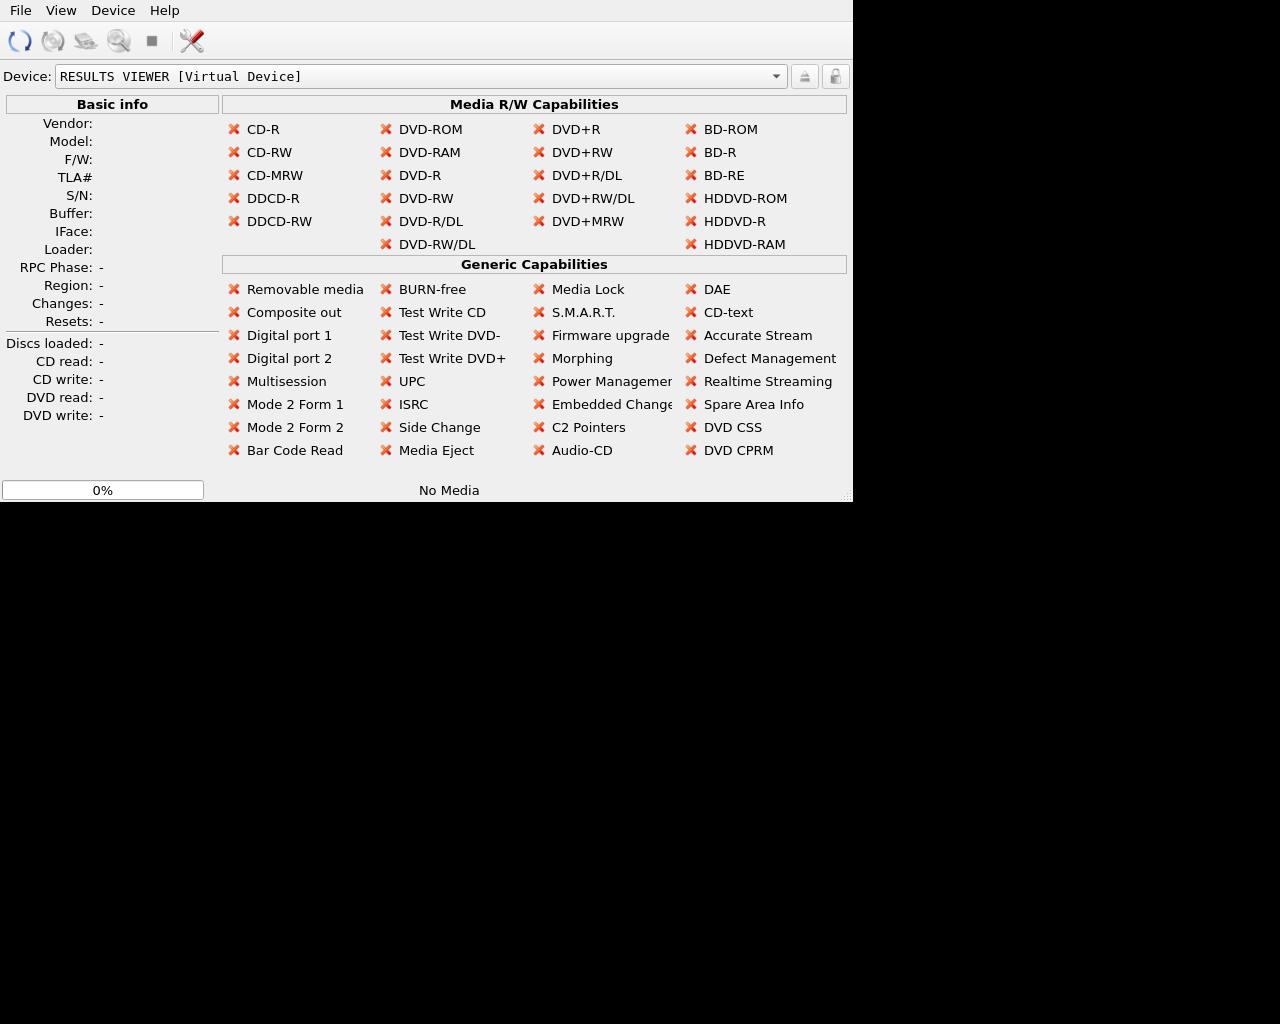 File View Device Help
Device: RESULTS VIEWER [Virtual Device]
Basic info
Vendor:
Model:
F/W:
TLA#
S/N:
Buffer:
IFace:
Loader:
RPC Phase: -
Region: -
Changes: -
Resets: -
Discs loaded: -
CD read: -
CD write: -
DVD read: -
DVD write: -
Media R/W Capabilities
CD-R DVD-ROM DVD+R BD-ROM
CD-RW DVD-RAM DVD+RW BD-R
CD-MRW DVD-R DVD+R/DL BD-RE
DDCD-R DVD-RW DVD+RW/DL HDDVD-ROM
DDCD-RW DVD-R/DL DVD+MRW HDDVD-R
DVD-RW/DL HDDVD-RAM
Generic Capabilities
Removable media BURN-free Media Lock DAE
Composite out Test Write CD S.M.A.R.T. CD-text
Digital port 1 Test Write DVD- Firmware upgrade Accurate Stream
Digital port 2 Test Write DVD+ Morphing Defect Management
Multisession UPC Power Managemen Realtime Streaming
Mode 2 Form 1 ISRC Embedded Change Spare Area Info
Mode 2 Form 2 Side Change C2 Pointers DVD CSS
Bar Code Read Media Eject Audio-CD DVD CPRM
0% No Media